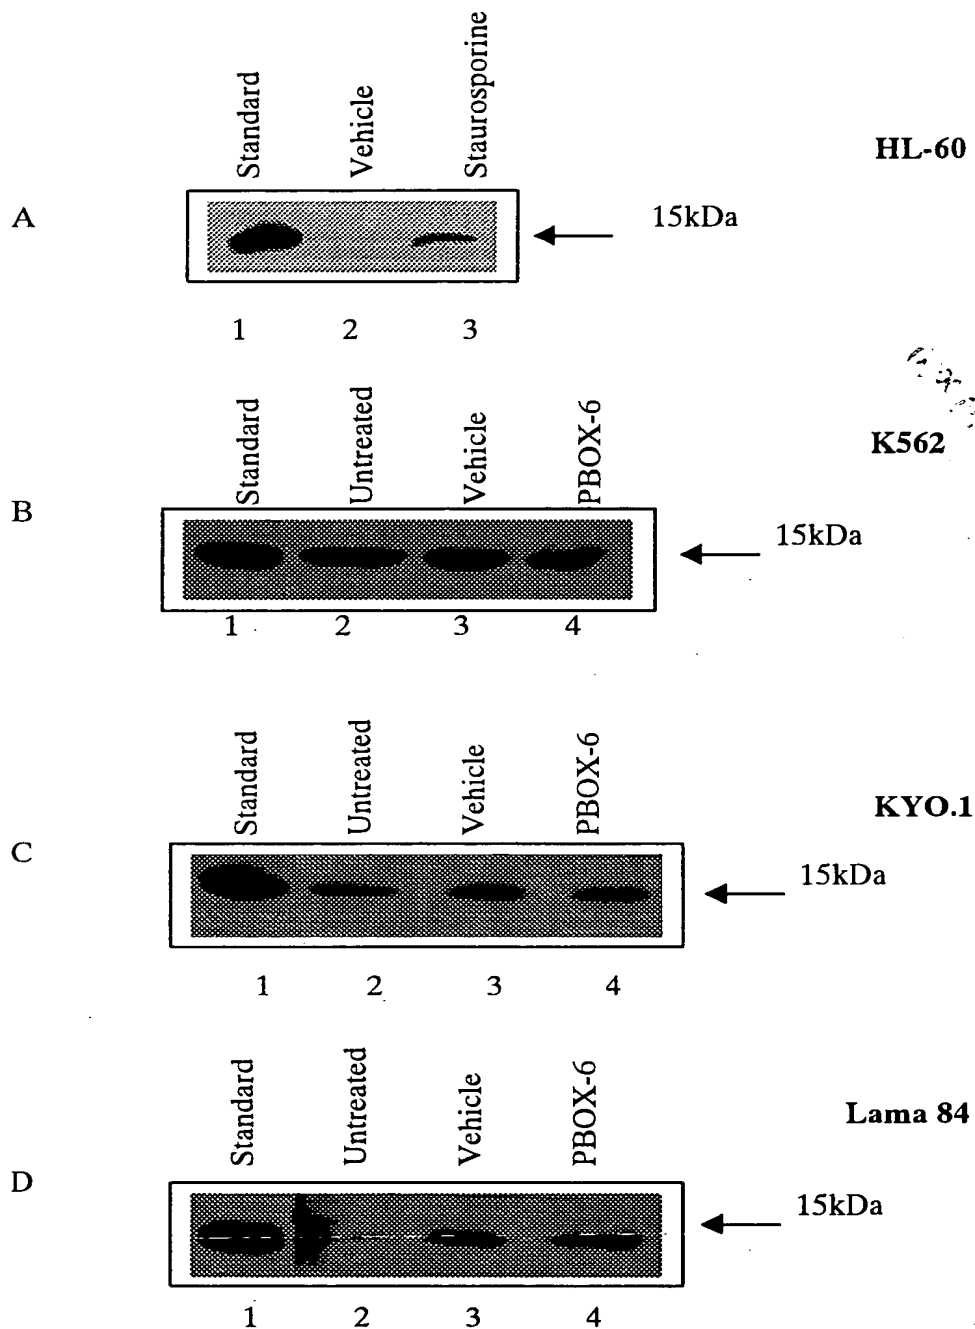 Standard
Vehicle
Staurosporine
HL-60
A
15kDa
1 2 3
Standard
Untreated
Vehicle
PBOX-6
K562
B
15kDa
1 2 3 4
Standard
Untreated
Vehicle
PBOX-6
KYO.1
C
15kDa
1 2 3 4
Standard
Untreated
Vehicle
PBOX-6
Lama 84
D
15kDa
1 2 3 4